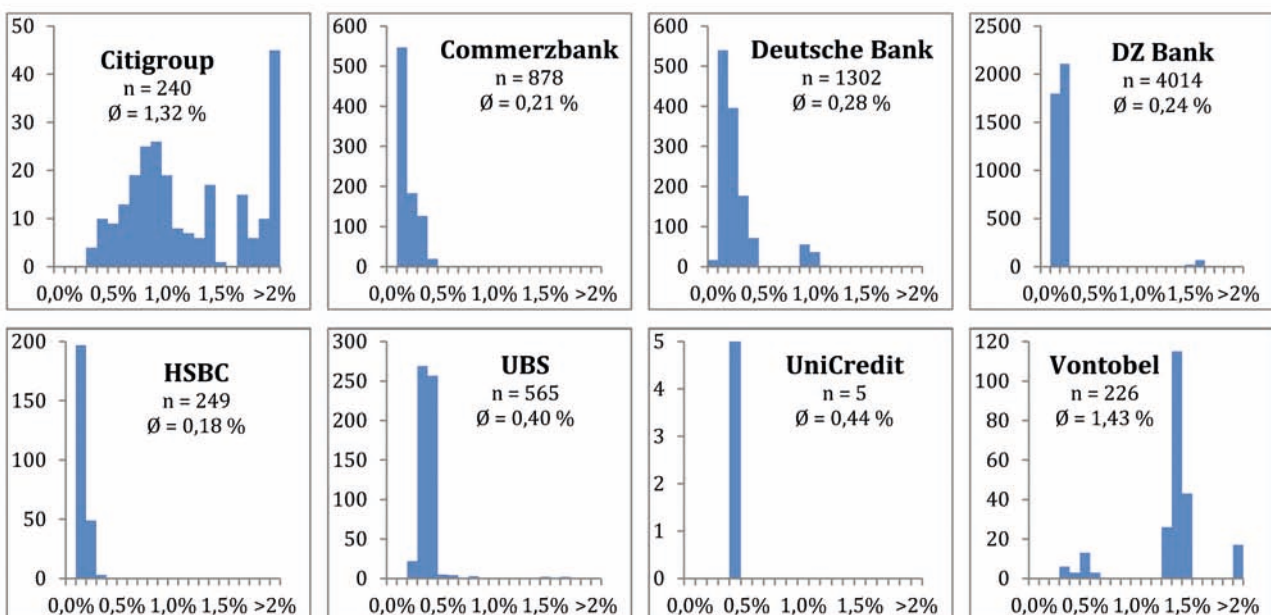 Citigroup
n = 240
Ø = 1,32 %
50
40
30
20
10
0
0,0% 0,5% 1,0% 1,5% >2%
Commerzbank
n = 878
Ø = 0,21 %
600
500
400
300
200
100
0
0,0% 0,5% 1,0% 1,5% >2%
Deutsche Bank
n = 1302
Ø = 0,28 %
600
500
400
300
200
100
0
0,0% 0,5% 1,0% 1,5% >2%
DZ Bank
n = 4014
Ø = 0,24 %
2500
2000
1500
1000
500
0
0,0% 0,5% 1,0% 1,5% >2%
HSBC
n = 249
Ø = 0,18 %
200
150
100
50
0
0,0% 0,5% 1,0% 1,5% >2%
UBS
n = 565
Ø = 0,40 %
300
250
200
150
100
50
0
0,0% 0,5% 1,0% 1,5% >2%
UniCredit
n = 5
Ø = 0,44 %
5
4
3
2
1
0
0,0% 0,5% 1,0% 1,5% >2%
Vontobel
n = 226
Ø = 1,43 %
120
100
80
60
40
20
0
0,0% 0,5% 1,0% 1,5% >2%